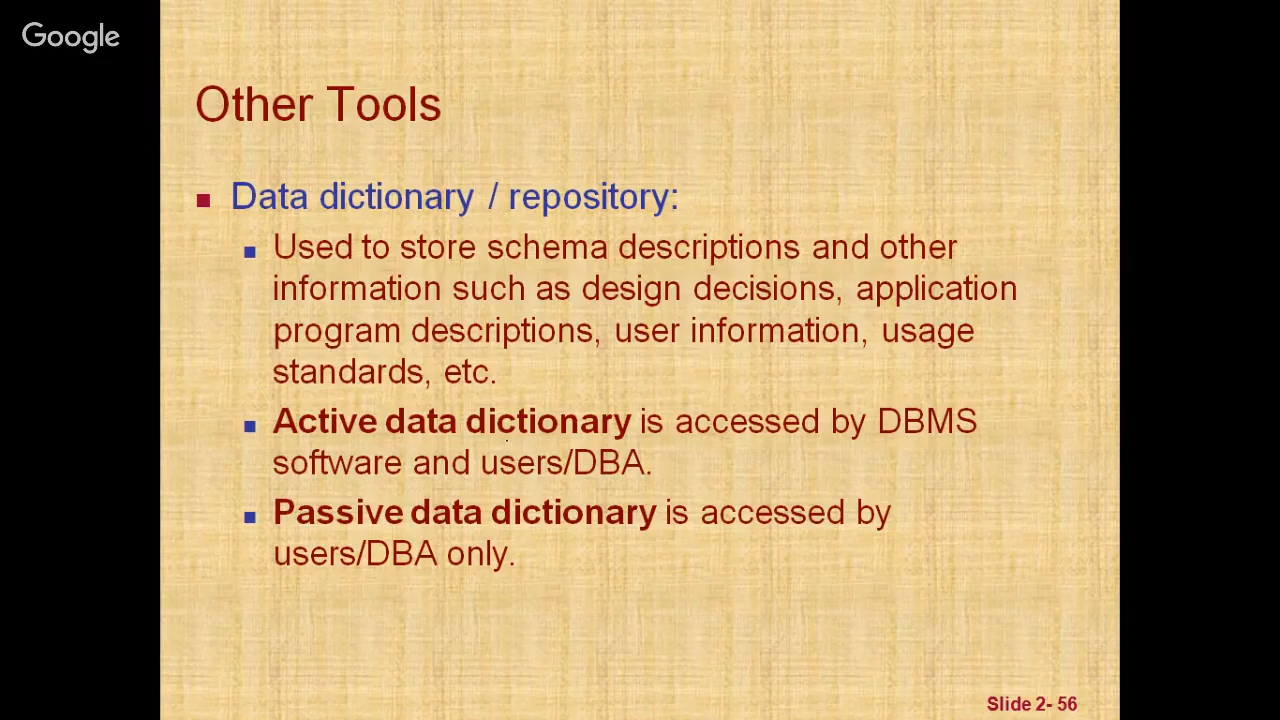 Google
Other Tools
Data dictionary / repository:
Used to store schema descriptions and other
information such as design decisions, application
program descriptions, user information, usage
standards, etc.
Active data dictionary is accessed by DBMS
software and users/DBA.
Passive data dictionary is accessed by
users/DBA only.
Slide 2- 56